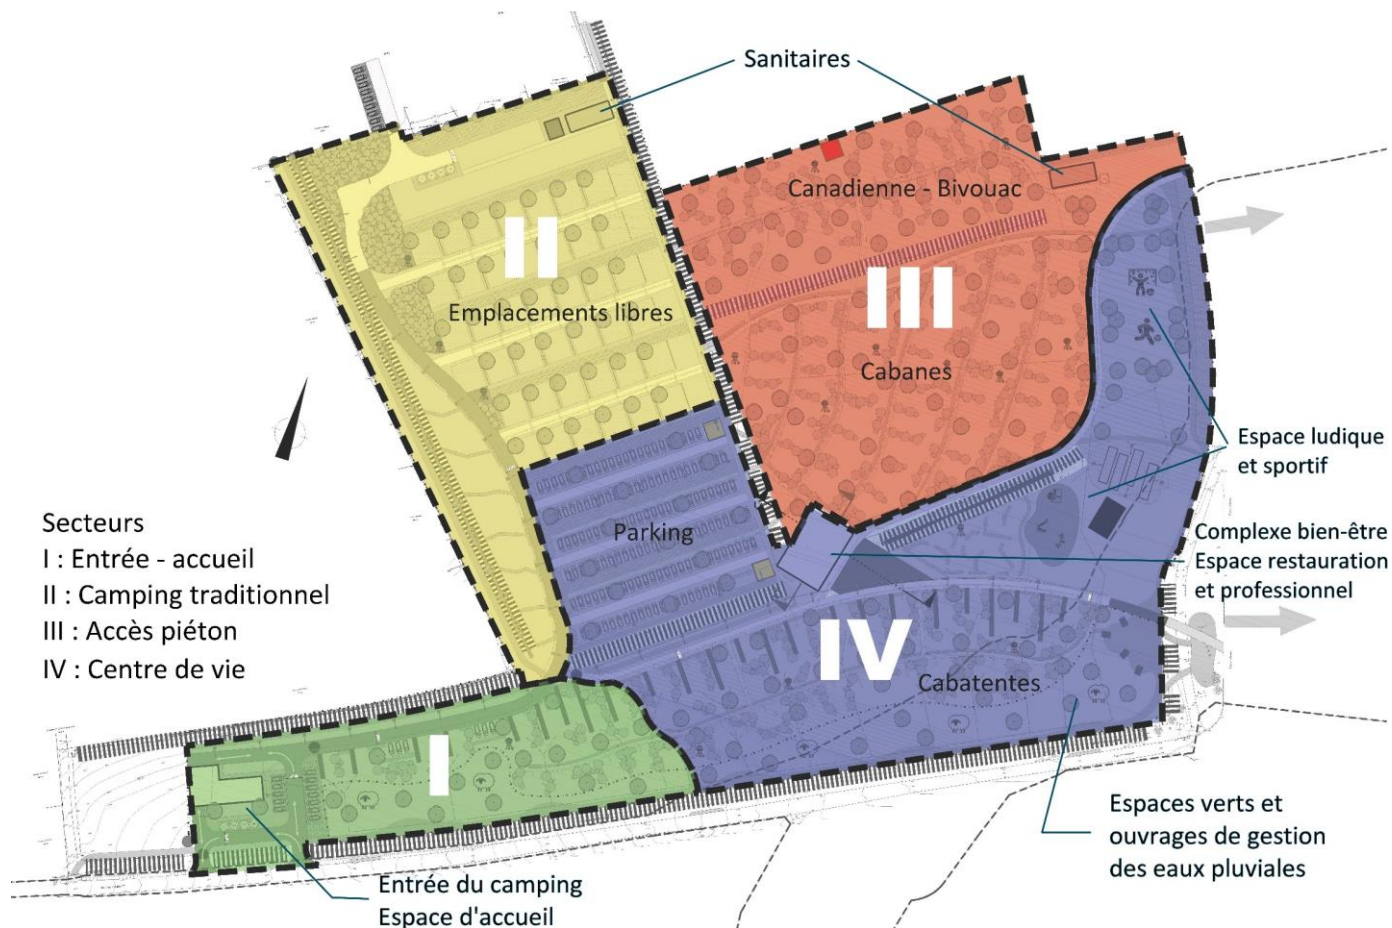 Sanitaires
Canadienne - Bivouac
II
III
Emplacements libres
Cabanes
Espace ludique
et sportif
Parking
Secteurs
I : Entrée - accueil
II : Camping traditionnel
III : Accès piéton
IV : Centre de vie
Complexe bien-être
Espace restauration
et professionnel
IV
Cabatentes
I
Espaces verts et
ouvrages de gestion
des eaux pluviales
Entrée du camping
Espace d'accueil